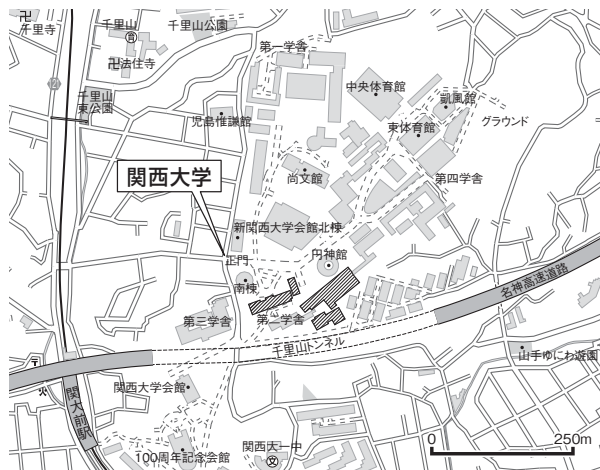 千里寺
千里山
千里山公園
卍法住寺
千里山
東公園
第一学舎
中央体育館
凱風館
児島惟謙館
東体育館
グラウンド
尚文館
第四学舎
関西大学
新関西大学会館北棟
正門
円神館
南棟
第三学舎
第二学舎
名神高速道路
千里山トンネル
山手ゆにわ遊園
関西大学会館
関大前駅
100周年記念会館
関西大一中
0
250m